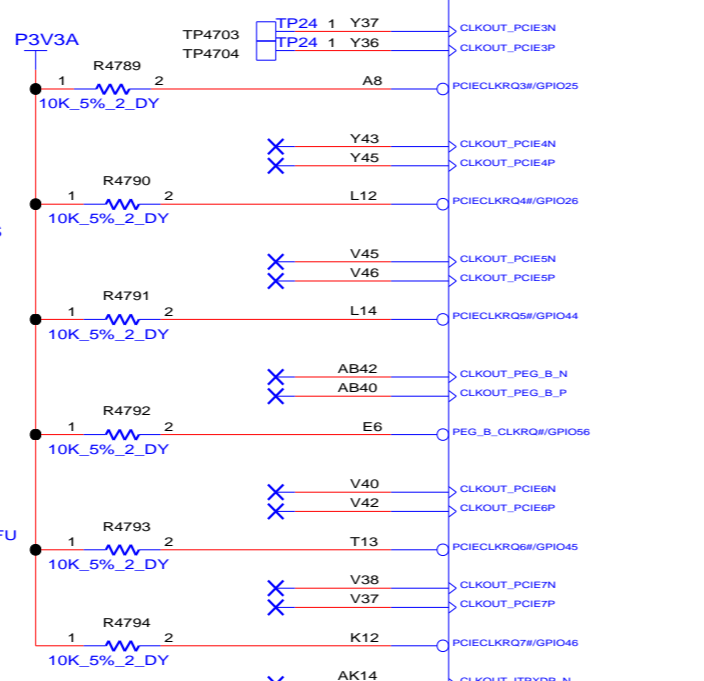 TP4703 TP24 1 Y37 CLKOUT_PCIE3N
TP4704 TP24 1 Y36 CLKOUT_PCIE3P
P3V3A
R4789
1 2 A8 PCIECLKRQ3#/GPIO25
10K_5%_2_DY
Y43 CLKOUT_PCIE4N
Y45 CLKOUT_PCIE4P
R4790
1 2 L12 PCIECLKRQ4#/GPIO26
10K_5%_2_DY
V45 CLKOUT_PCIE5N
V46 CLKOUT_PCIE5P
R4791
1 2 L14 PCIECLKRQ5#/GPIO44
10K_5%_2_DY
AB42 CLKOUT_PEG_B_N
AB40 CLKOUT_PEG_B_P
R4792
1 2 E6 PEG_B_CLKRQ#/GPIO56
10K_5%_2_DY
V40 CLKOUT_PCIE6N
V42 CLKOUT_PCIE6P
FU
R4793
1 2 T13 PCIECLKRQ6#/GPIO45
10K_5%_2_DY
V38 CLKOUT_PCIE7N
V37 CLKOUT_PCIE7P
R4794
1 2 K12 PCIECLKRQ7#/GPIO46
10K_5%_2_DY
AK14